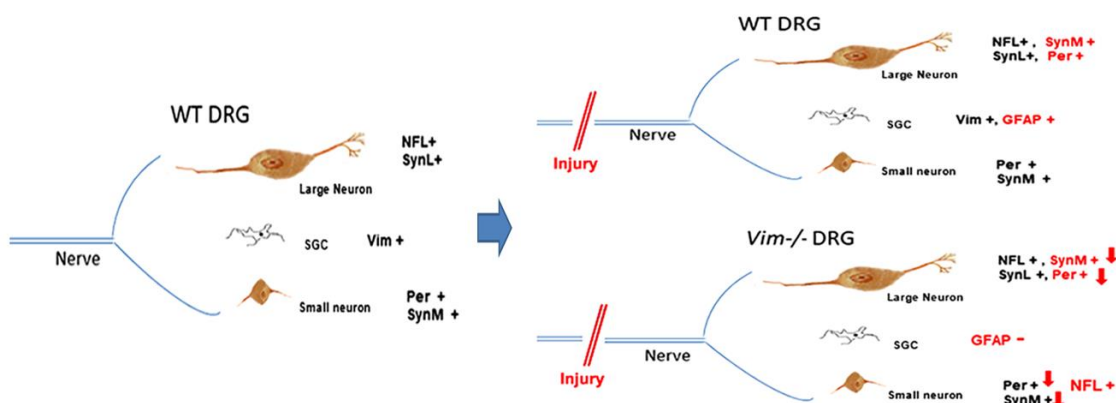 WT DRG
NFL+
SynL+
Large Neuron
SGC
Vim +
Nerve
Small neuron
Per +
SynM +
WT DRG
NFL+ , SynM +
SynL+, Per +
Large Neuron
SGC
Vim +, GFAP +
Nerve
Injury
Small neuron
Per +
SynM +
Vim-/- DRG
NFL + , SynM +
SynL + , Per +
Large Neuron
SGC
GFAP –
Nerve
Injury
Small neuron
Per + NFL +
SynM +